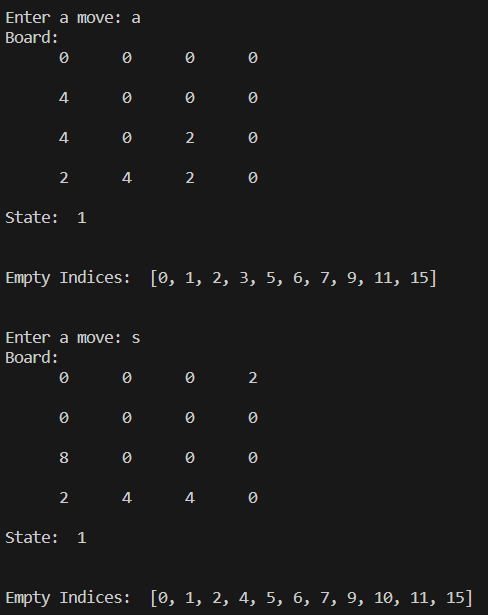 Enter a move: a
Board:
0 0 0 0
4 0 0 0
4 0 2 0
2 4 2 0
State: 1
Empty Indices: [0, 1, 2, 3, 5, 6, 7, 9, 11, 15]
Enter a move: s
Board:
0 0 0 2
0 0 0 0
8 0 0 0
2 4 4 0
State: 1
Empty Indices: [0, 1, 2, 4, 5, 6, 7, 9, 10, 11, 15]